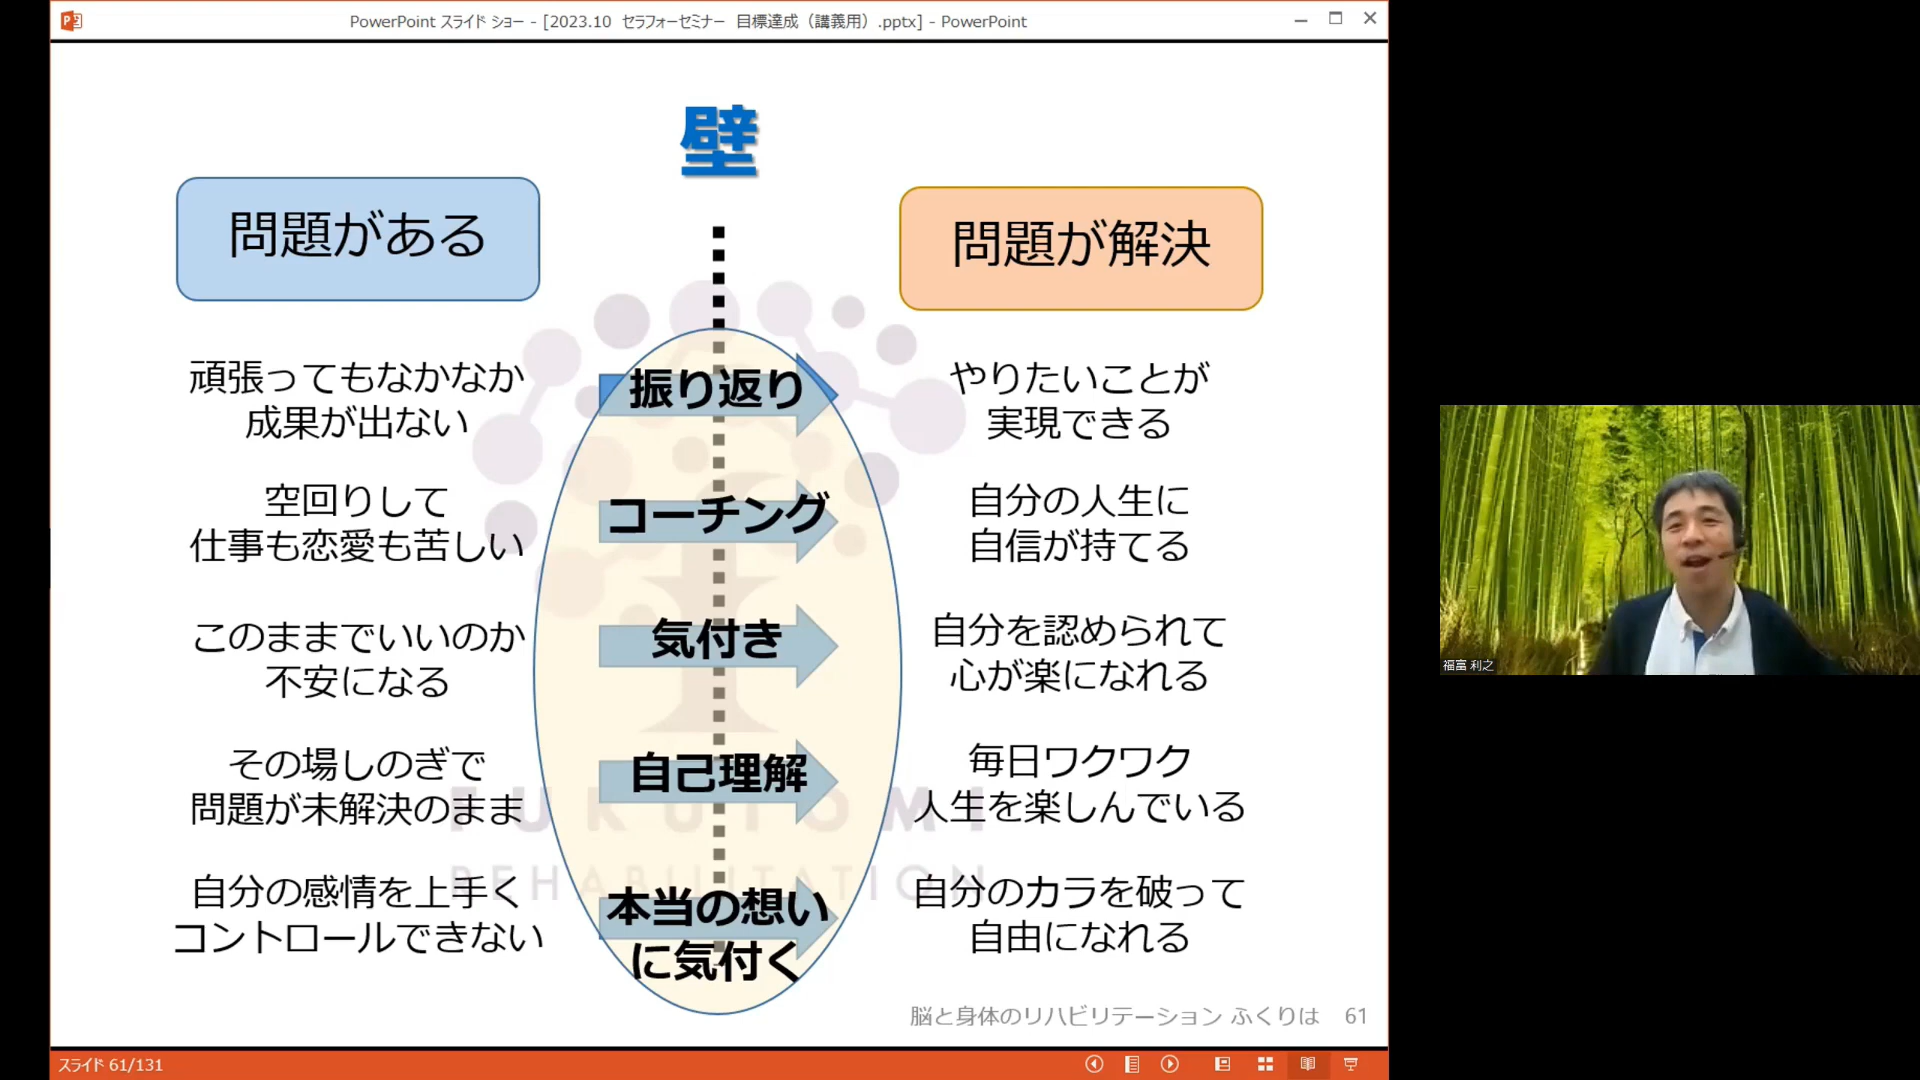 PowerPoint スライド ショー - [2023.10 セラフォーセミナー 目標達成（講義用）.pptx] - PowerPoint
壁
問題がある
問題が解決
頑張ってもなかなか
成果が出ない
振り返り
やりたいことが
実現できる
空回りして
仕事も恋愛も苦しい
コーチング
自分の人生に
自信が持てる
このままでいいのか
不安になる
気付き
自分を認められて
心が楽になれる
その場しのぎで
問題が未解決のまま
自己理解
毎日ワクワク
人生を楽しんでいる
自分の感情を上手く
コントロールできない
本当の想い
に気付く
自分のカラを破って
自由になれる
FUKUTOMI
REHABILITATION
脳と身体のリハビリテーション ふくりは 61
スライド 61/131
福富 利之